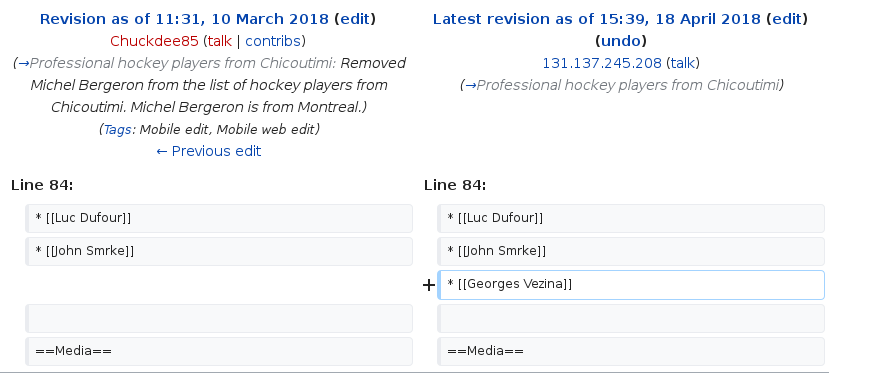 Revision as of 11:31, 10 March 2018 (edit)
Chuckdee85 (talk | contribs)
(→Professional hockey players from Chicoutimi: Removed
Michel Bergeron from the list of hockey players from
Chicoutimi. Michel Bergeron is from Montreal.)
(Tags: Mobile edit, Mobile web edit)
← Previous edit
Latest revision as of 15:39, 18 April 2018 (edit)
(undo)
131.137.245.208 (talk)
(→Professional hockey players from Chicoutimi)
Line 84:
Line 84:
* [[Luc Dufour]]
* [[Luc Dufour]]
* [[John Smrke]]
* [[John Smrke]]
+ * [[Georges Vezina]]
==Media==
==Media==